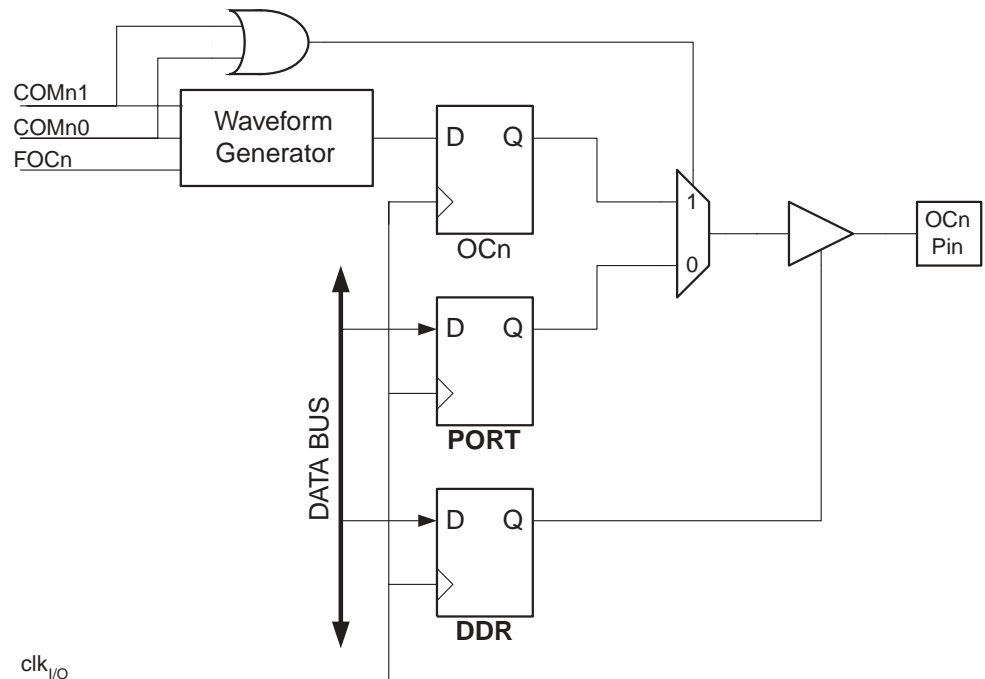 COMn1
COMn0
FOCn
Waveform
Generator
D Q
OCn
1
0
OCn
Pin
D Q
PORT
DATA BUS
D Q
DDR
clkI/O